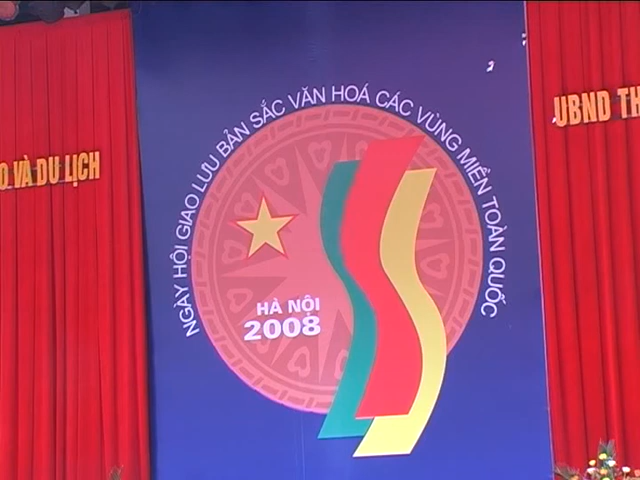 NGÀY HỘI GIAO LƯU BẢN SẮC VĂN HOÁ CÁC VÙNG MIỀN TOÀN QUỐC
VÀ DU LỊCH
UBND
HÀ NỘI
2008